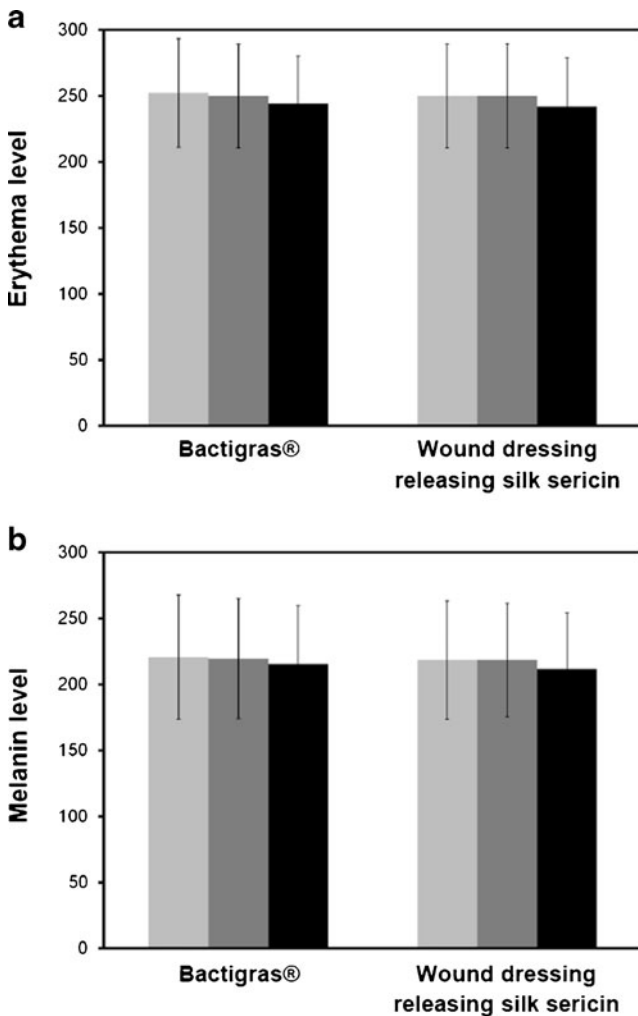 a
Erythema level
300
250
200
150
100
50
0
Bactigras®
Wound dressing
releasing silk sericin
b
Melanin level
300
250
200
150
100
50
0
Bactigras®
Wound dressing
releasing silk sericin